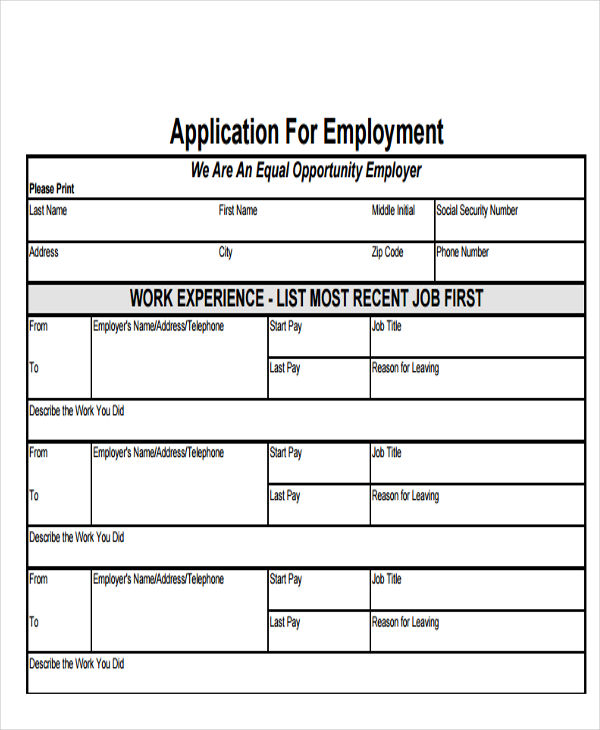 Application For Employment
We Are An Equal Opportunity Employer
Please Print
Last Name First Name Middle Initial Social Security Number
Address City Zip Code Phone Number
WORK EXPERIENCE - LIST MOST RECENT JOB FIRST
From Employer's Name/Address/Telephone Start Pay Job Title
To Last Pay Reason for Leaving
Describe the Work You Did
From Employer's Name/Address/Telephone Start Pay Job Title
To Last Pay Reason for Leaving
Describe the Work You Did
From Employer's Name/Address/Telephone Start Pay Job Title
To Last Pay Reason for Leaving
Describe the Work You Did